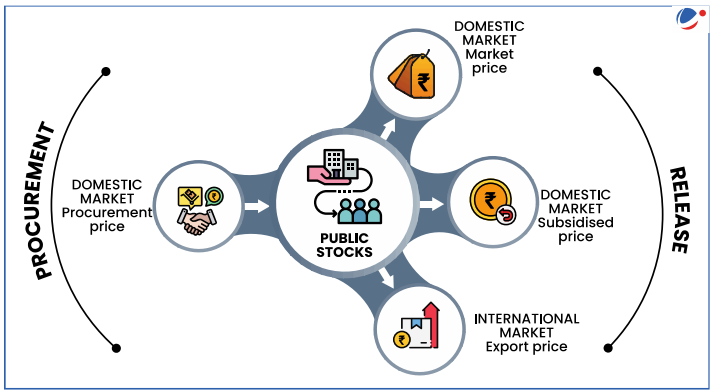 PROCUREMENT
DOMESTIC
MARKET
Procurement
price
PUBLIC
STOCKS
DOMESTIC
MARKET
Market
price
₹
DOMESTIC
MARKET
Subsidised
price
₹
INTERNATIONAL
MARKET
Export price
₹
RELEASE
₹